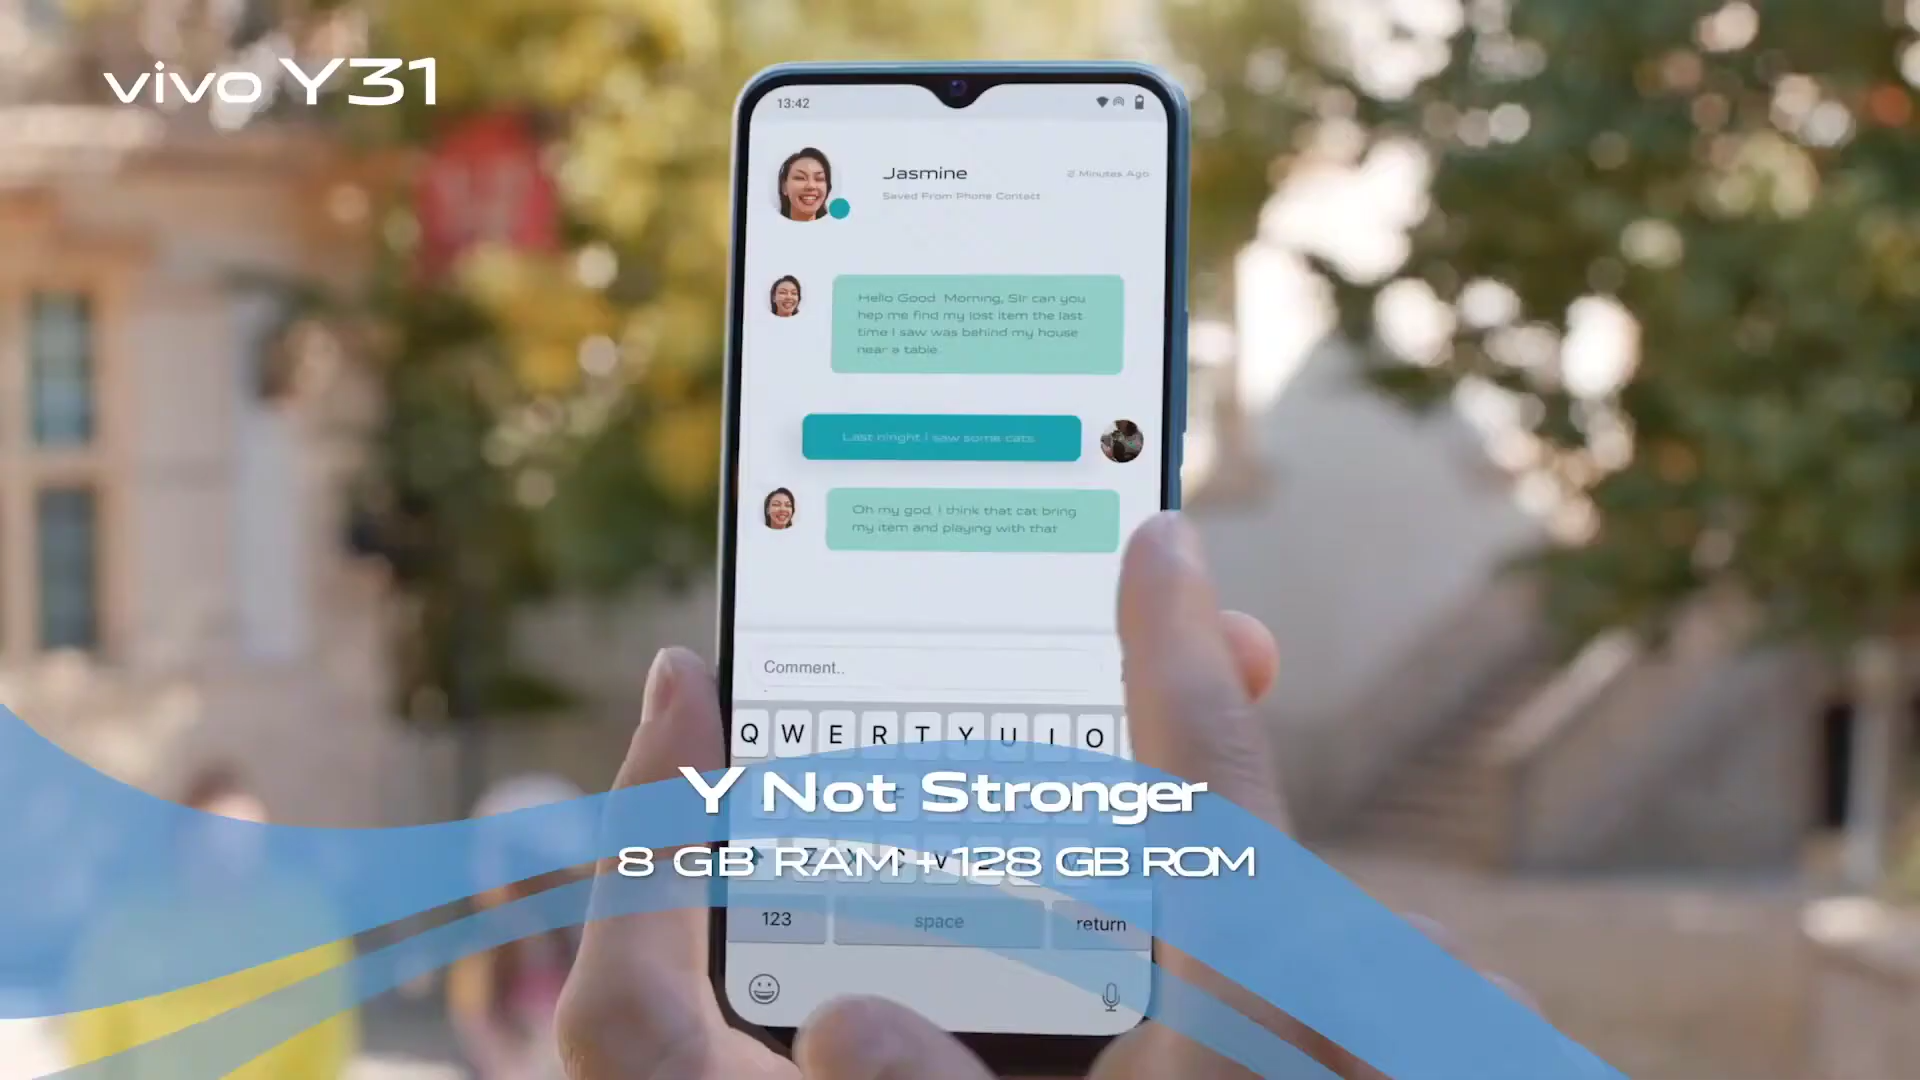 vivo Y31
13:42
Jasmine
2 Minutes Ago
Saved From Phone Contact
Hello Good Morning, SIr can you
hep me find my lost item the last
time I saw was behind my house
near a table.
Last ninght i saw some cats
Oh my god, i think that cat bring
my item and playing with that
Comment..
Q W E R T Y U I O
Y Not Stronger
8 GB RAM + 128 GB ROM
123 space return